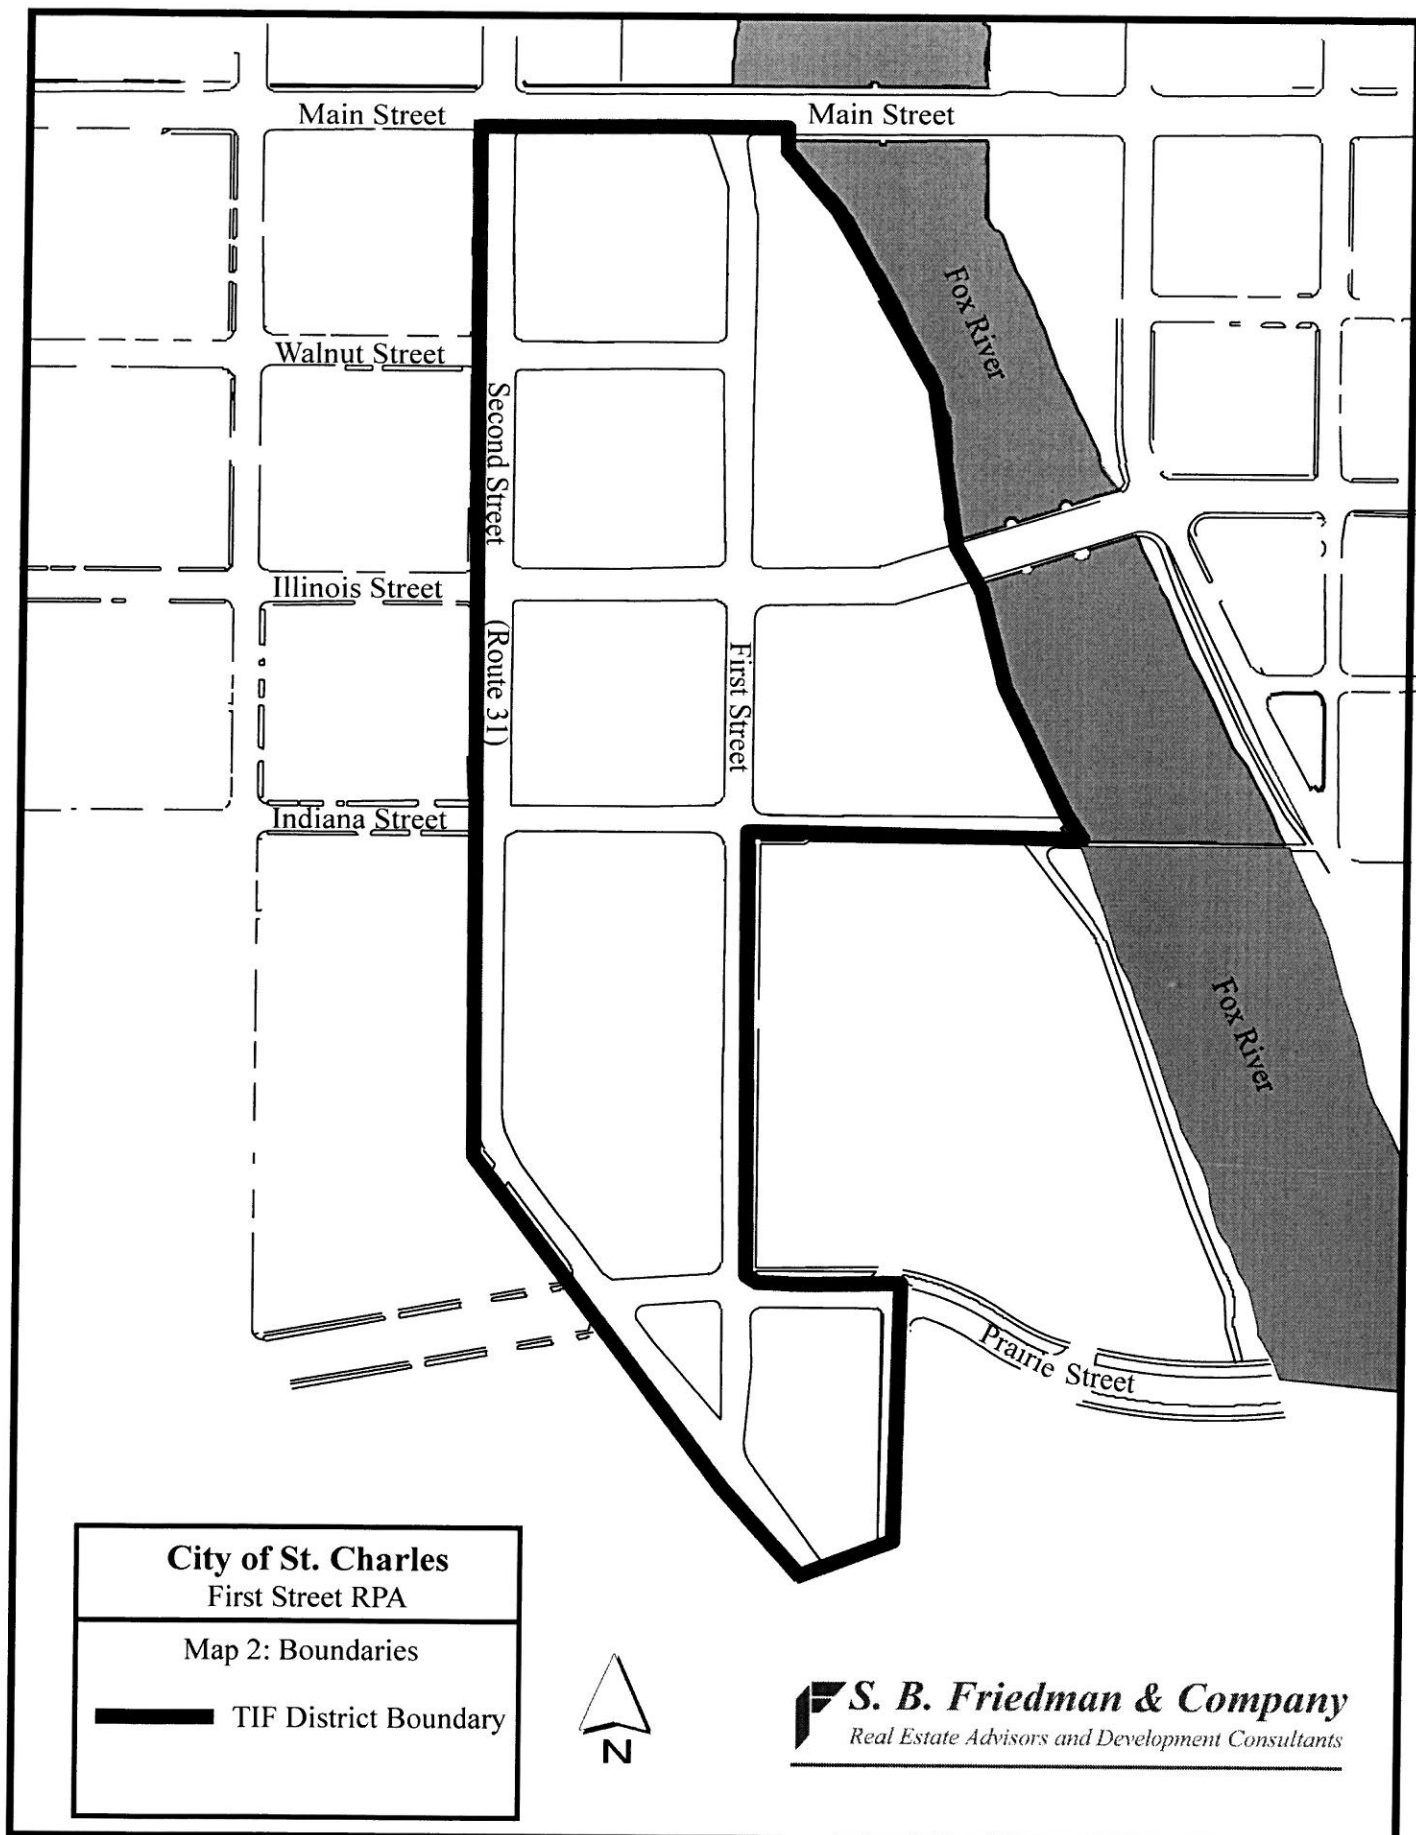 Main Street
Main Street
Fox River
Walnut Street
Second Street
Illinois Street
(Route 31)
First Street
Indiana Street
Fox River
Prairie Street
City of St. Charles
First Street RPA
Map 2: Boundaries
TIF District Boundary
N
S. B. Friedman & Company
Real Estate Advisors and Development Consultants